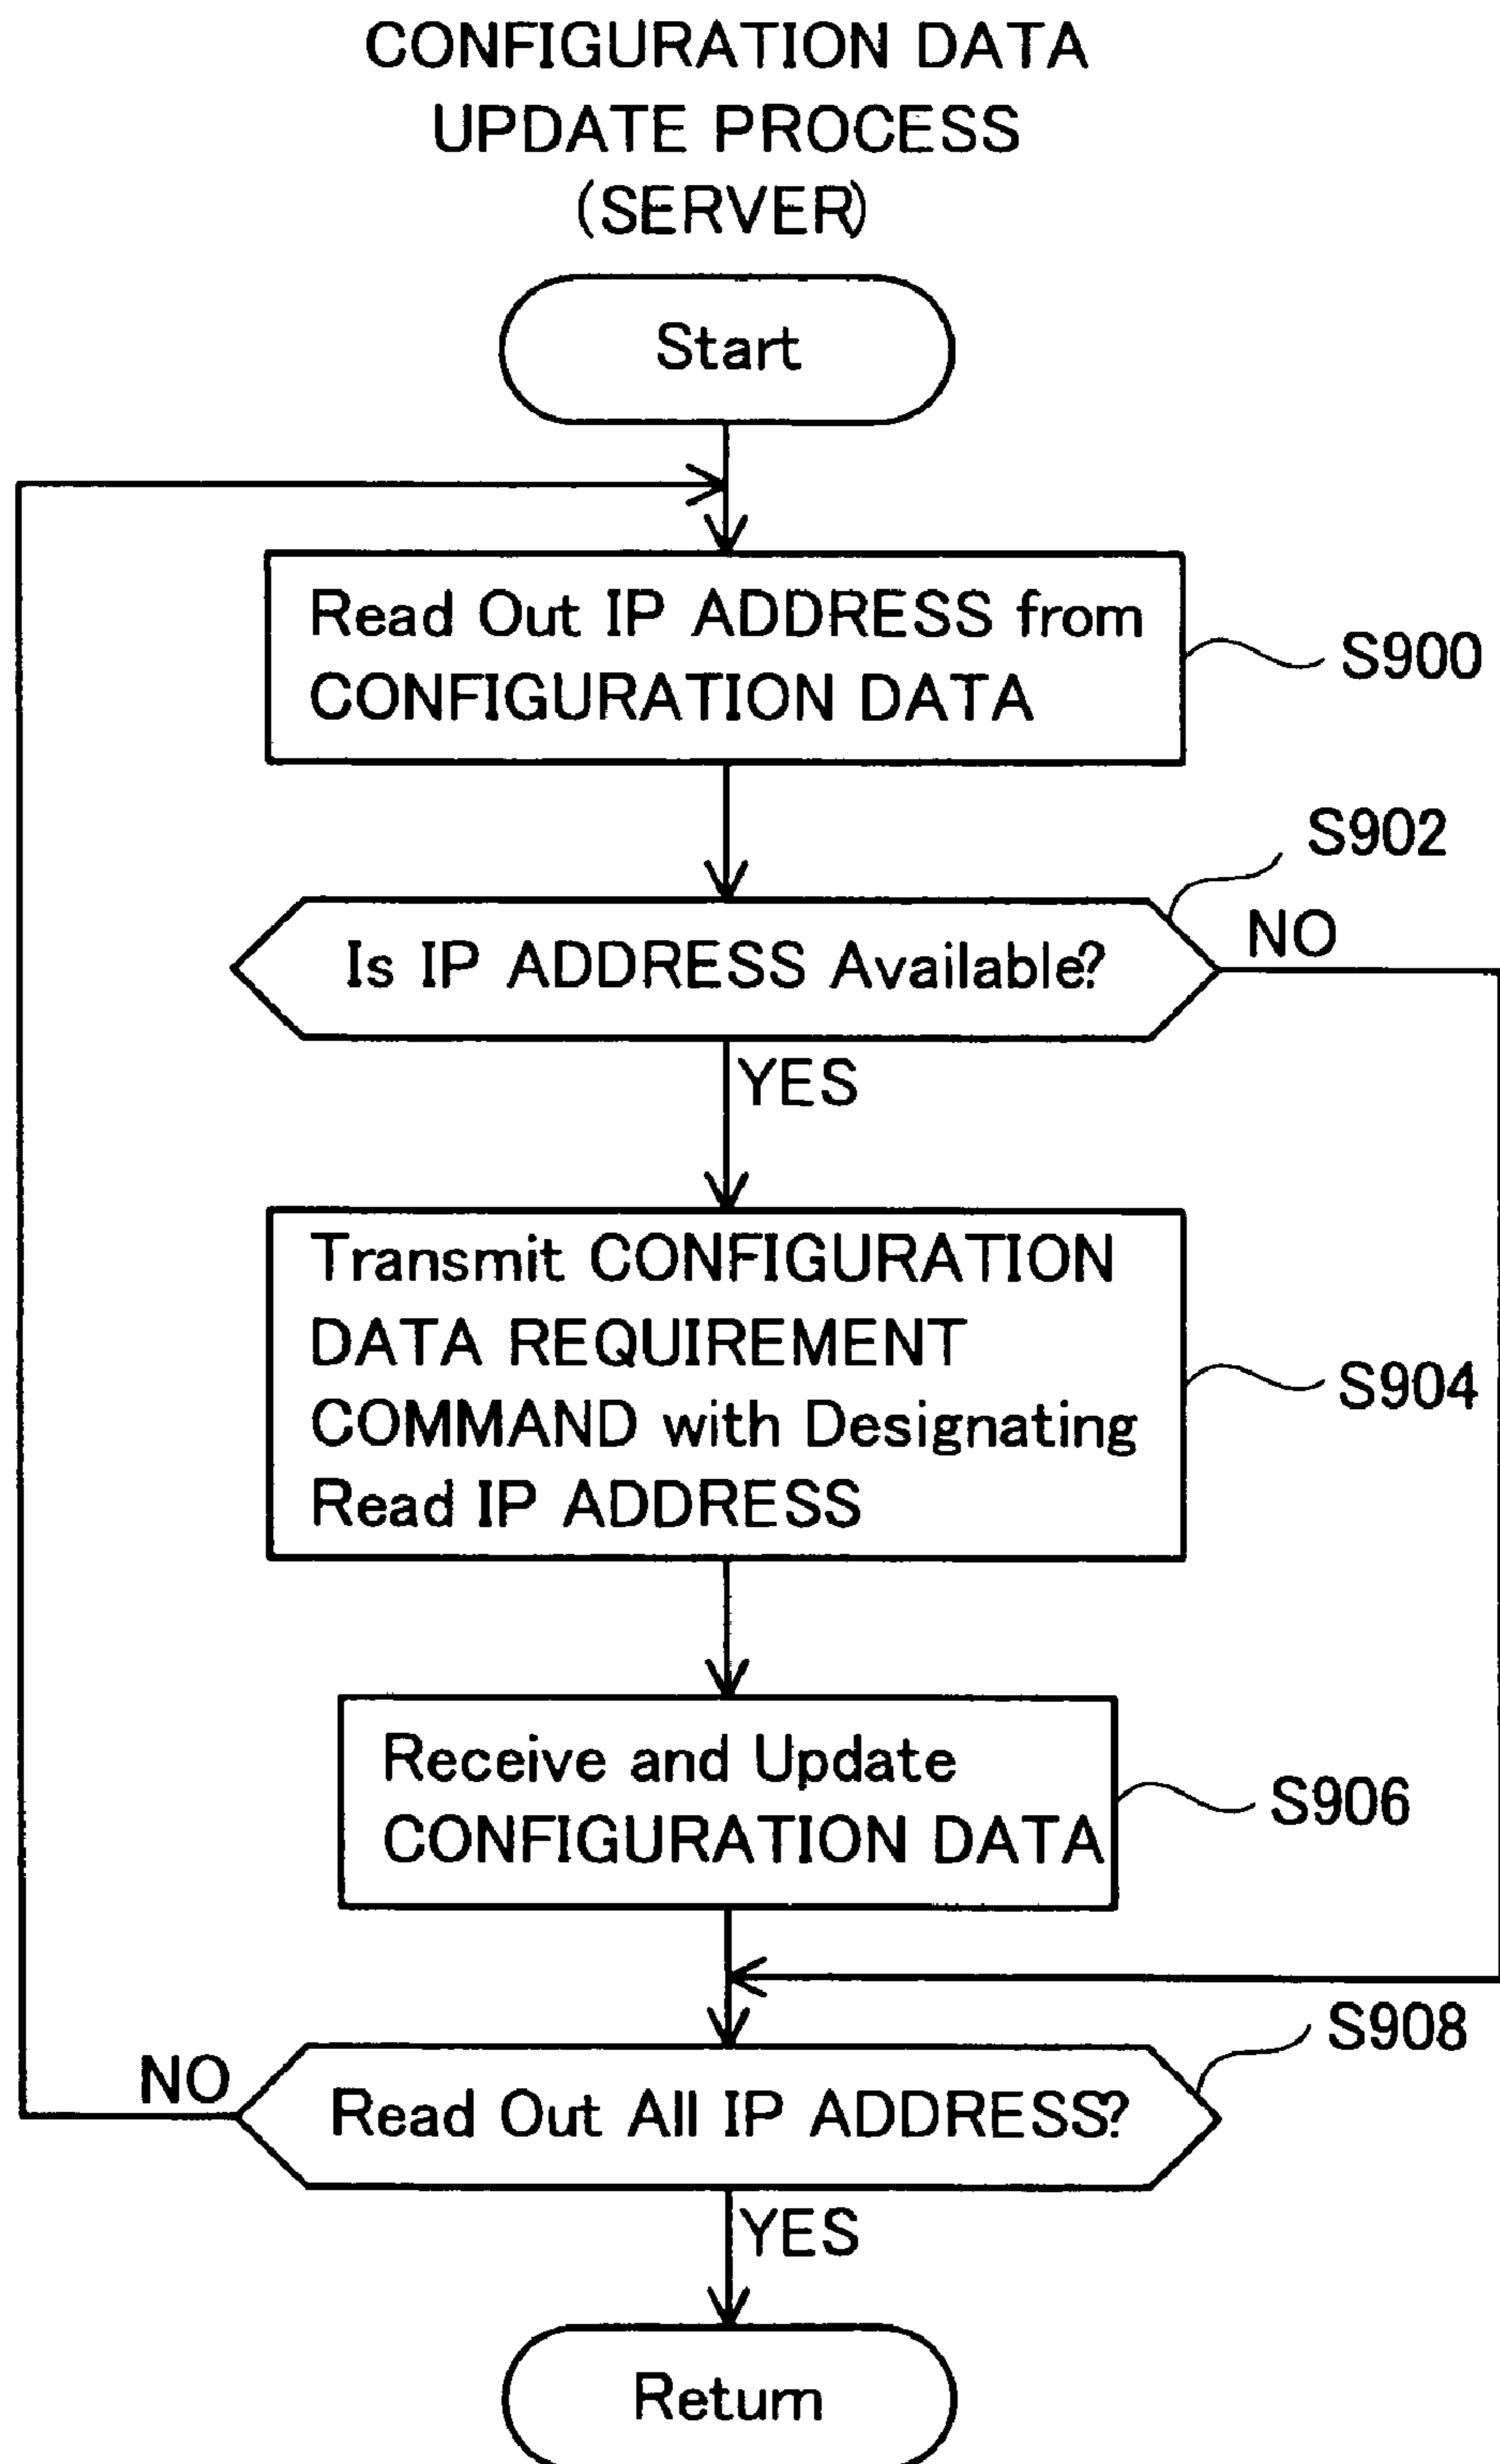 CONFIGURATION DATA
UPDATE PROCESS
(SERVER)
Start
Read Out IP ADDRESS from
CONFIGURATION DATA
S900
S902
Is IP ADDRESS Available?
NO
YES
Transmit CONFIGURATION
DATA REQUIREMENT
COMMAND with Designating
Read IP ADDRESS
S904
Receive and Update
CONFIGURATION DATA
S906
S908
NO
Read Out All IP ADDRESS?
YES
Return